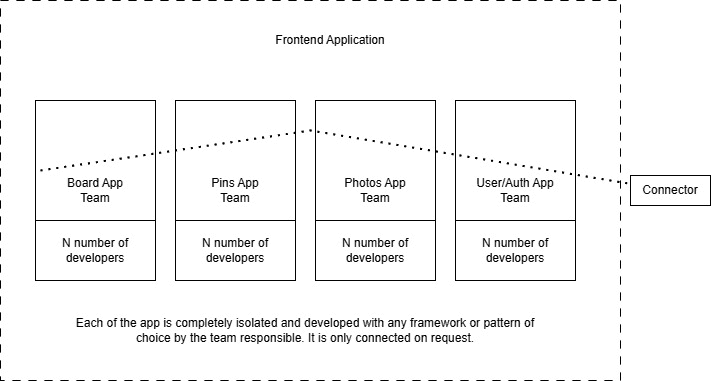 Frontend Application
Board App
Team
Pins App
Team
Photos App
Team
User/Auth App
Team
Connector
N number of
developers
N number of
developers
N number of
developers
N number of
developers
Each of the app is completely isolated and developed with any framework or pattern of
choice by the team responsible. It is only connected on request.